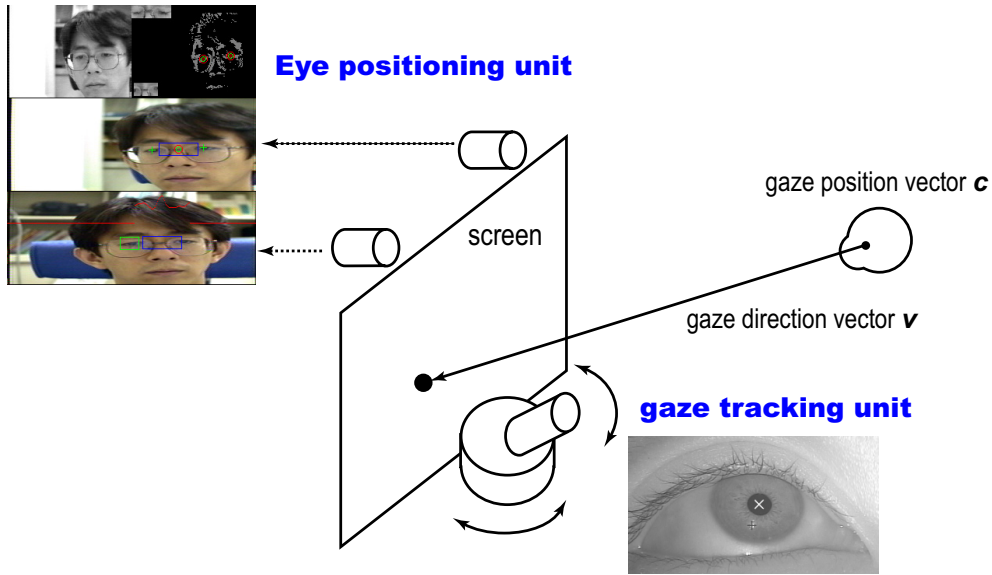 Eye positioning unit
gaze position vector c
screen
gaze direction vector v
gaze tracking unit